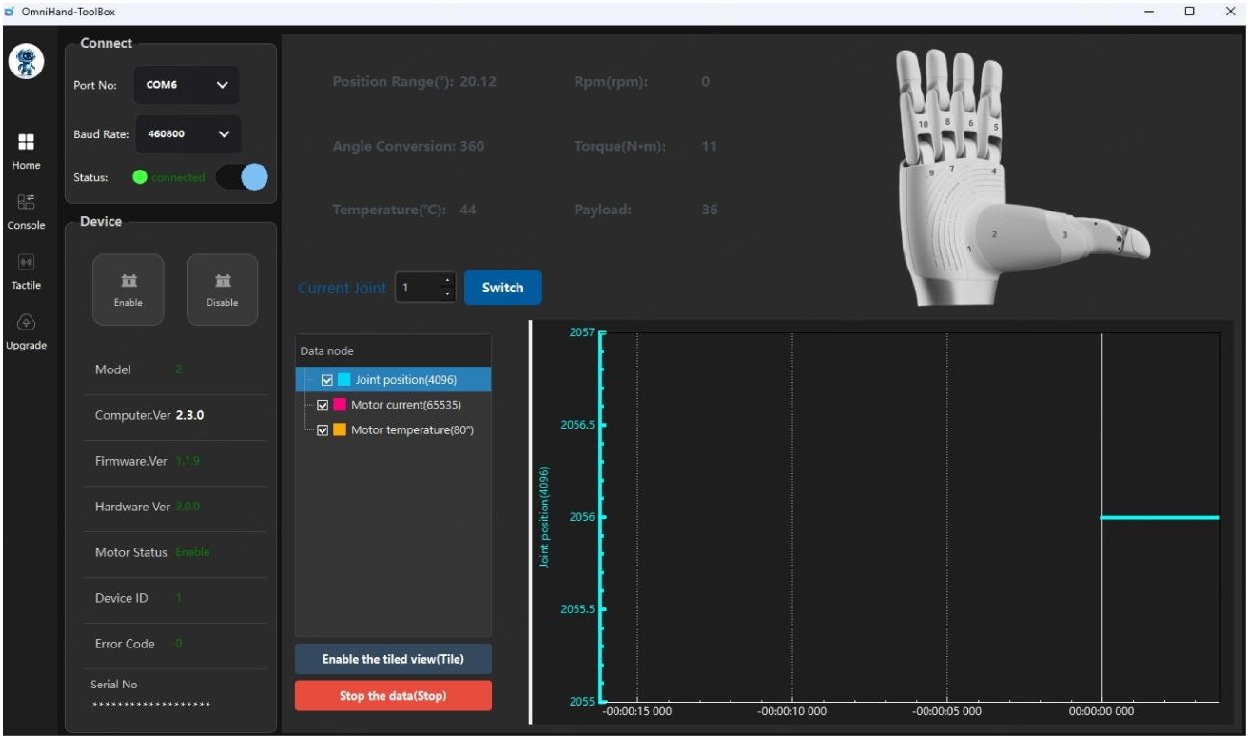 OmniHand-ToolBox
Connect
Port No: COM6
Baud Rate: 460800
Status: connected
Home
Console
Tactile
Upgrade
Device
Enable Disable
Model 2
Computer.Ver 2.3.0
Firmware.Ver 1.1.9
Hardware Ver 3.0.0
Motor Status Enable
Device ID 1
Error Code 0
Serial No
*******************
Position Range(°): 20.12 Rpm(rpm): 0
Angle Conversion: 360 Torque(N•m): 11
Temperature(°C): 44 Payload: 36
10 8 6 5
9 7 4
1 2 3
Current Joint 1 Switch
Data node
Joint position(4096)
Motor current(65535)
Motor temperature(80°)
Enable the tiled view(Tile)
Stop the data(Stop)
Joint position(4096)
2057
2056.5
2056
2055.5
2055
-00:00:15 000 -00:00:10 000 -00:00:05 000 00:00:00 000